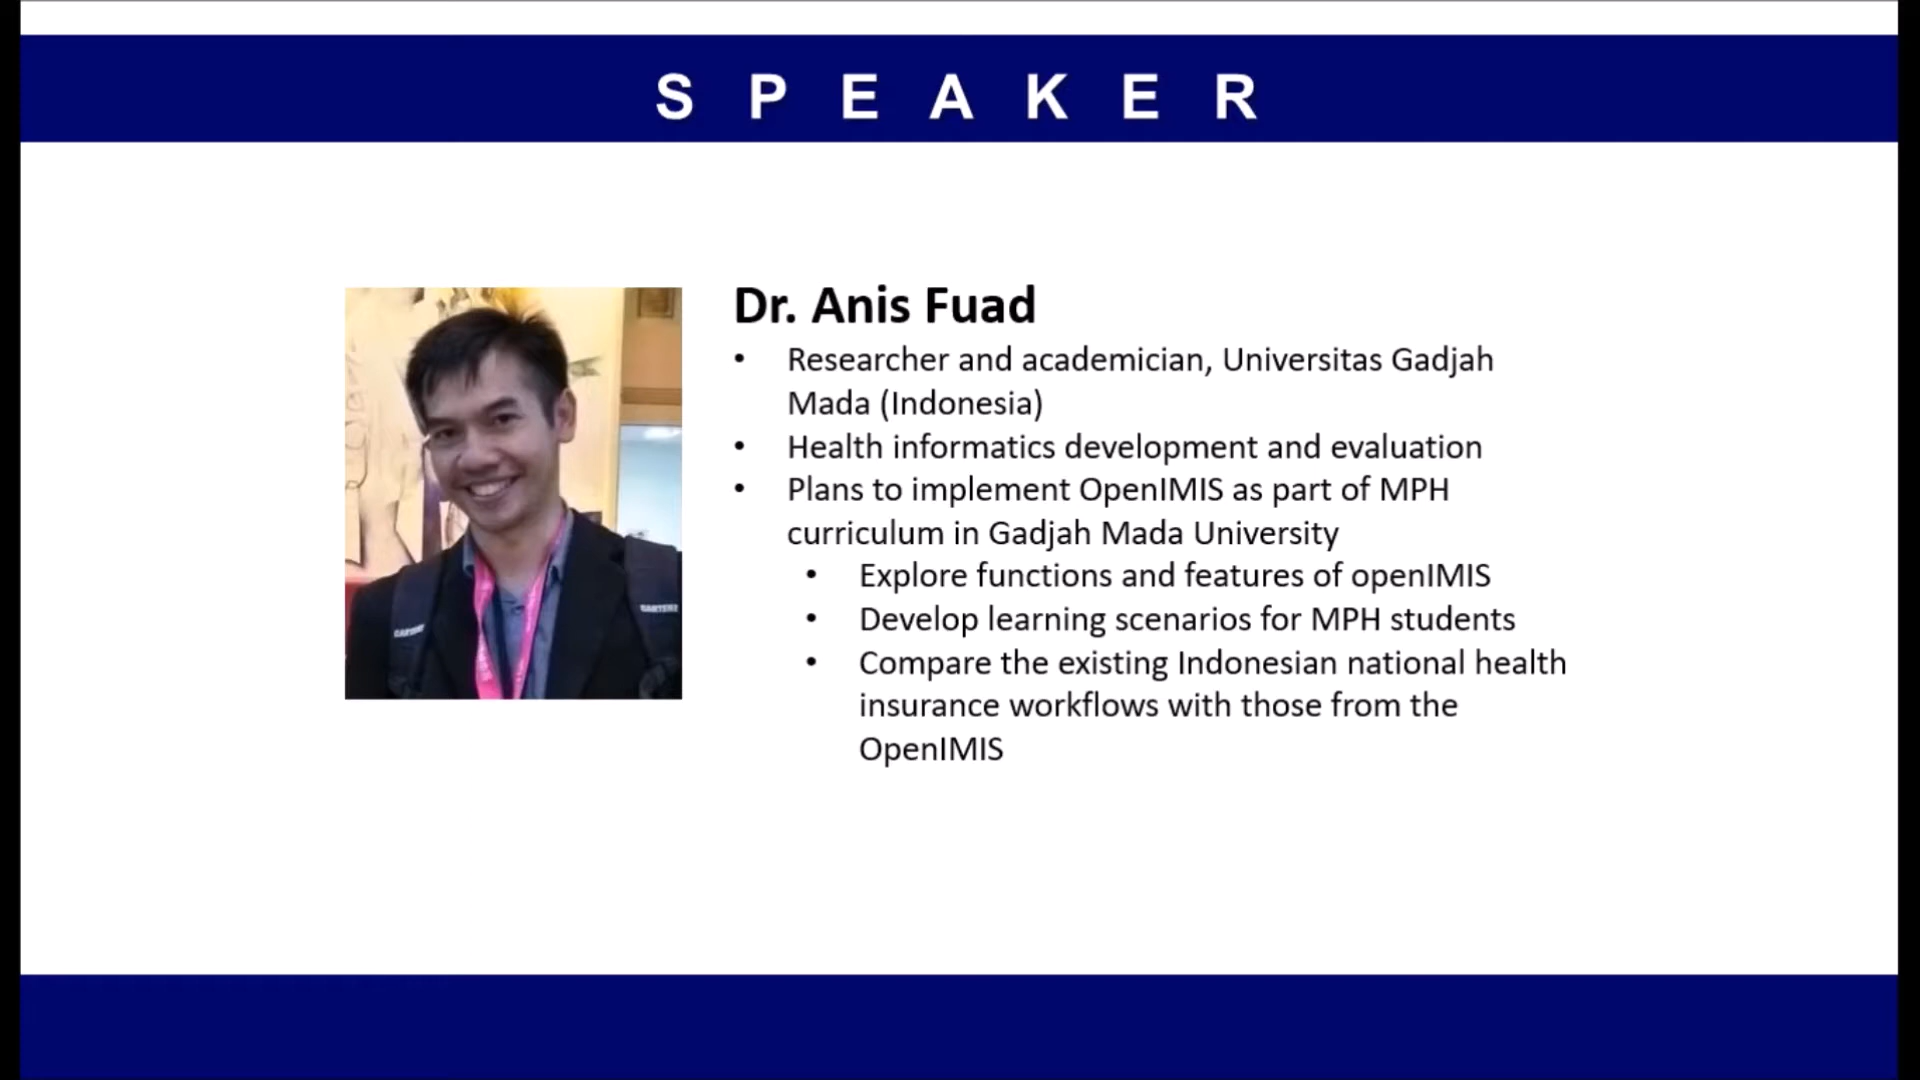 S P E A K E R
Dr. Anis Fuad
• Researcher and academician, Universitas Gadjah
Mada (Indonesia)
• Health informatics development and evaluation
• Plans to implement OpenIMIS as part of MPH
curriculum in Gadjah Mada University
• Explore functions and features of openIMIS
• Develop learning scenarios for MPH students
• Compare the existing Indonesian national health
insurance workflows with those from the
OpenIMIS